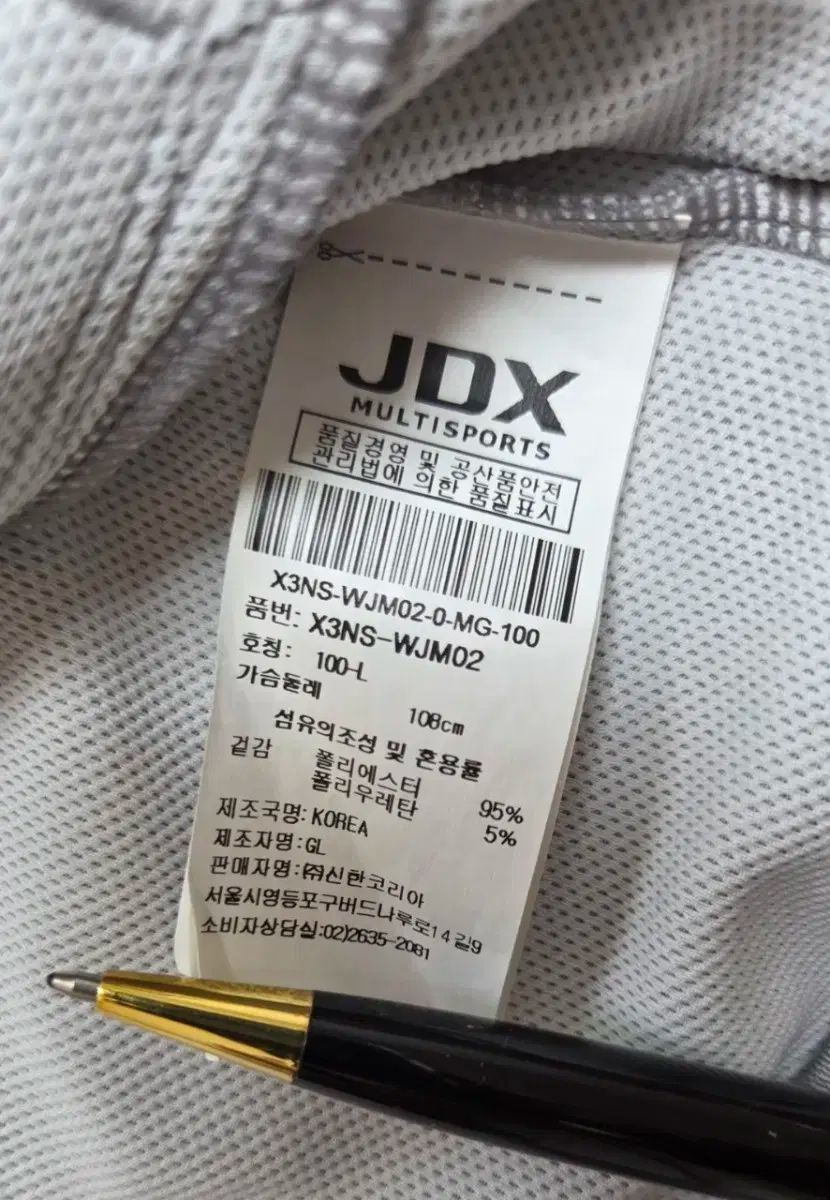 JDX
MULTISPORTS
품질경영 및 공산품안전
관리법에 의한 품질표시
X3NS-WJM02-0-MG-100
품번: X3NS-WJM02
호칭: 100-L
가슴둘레 108cm
섬유의조성 및 혼용률
겉감 폴리에스터 95%
폴리우레탄 5%
제조국명:KOREA
제조자명:GL
판매자명:㈜신한코리아
서울시영등포구버드나루로14길9
소비자상담실:02)2635-2081